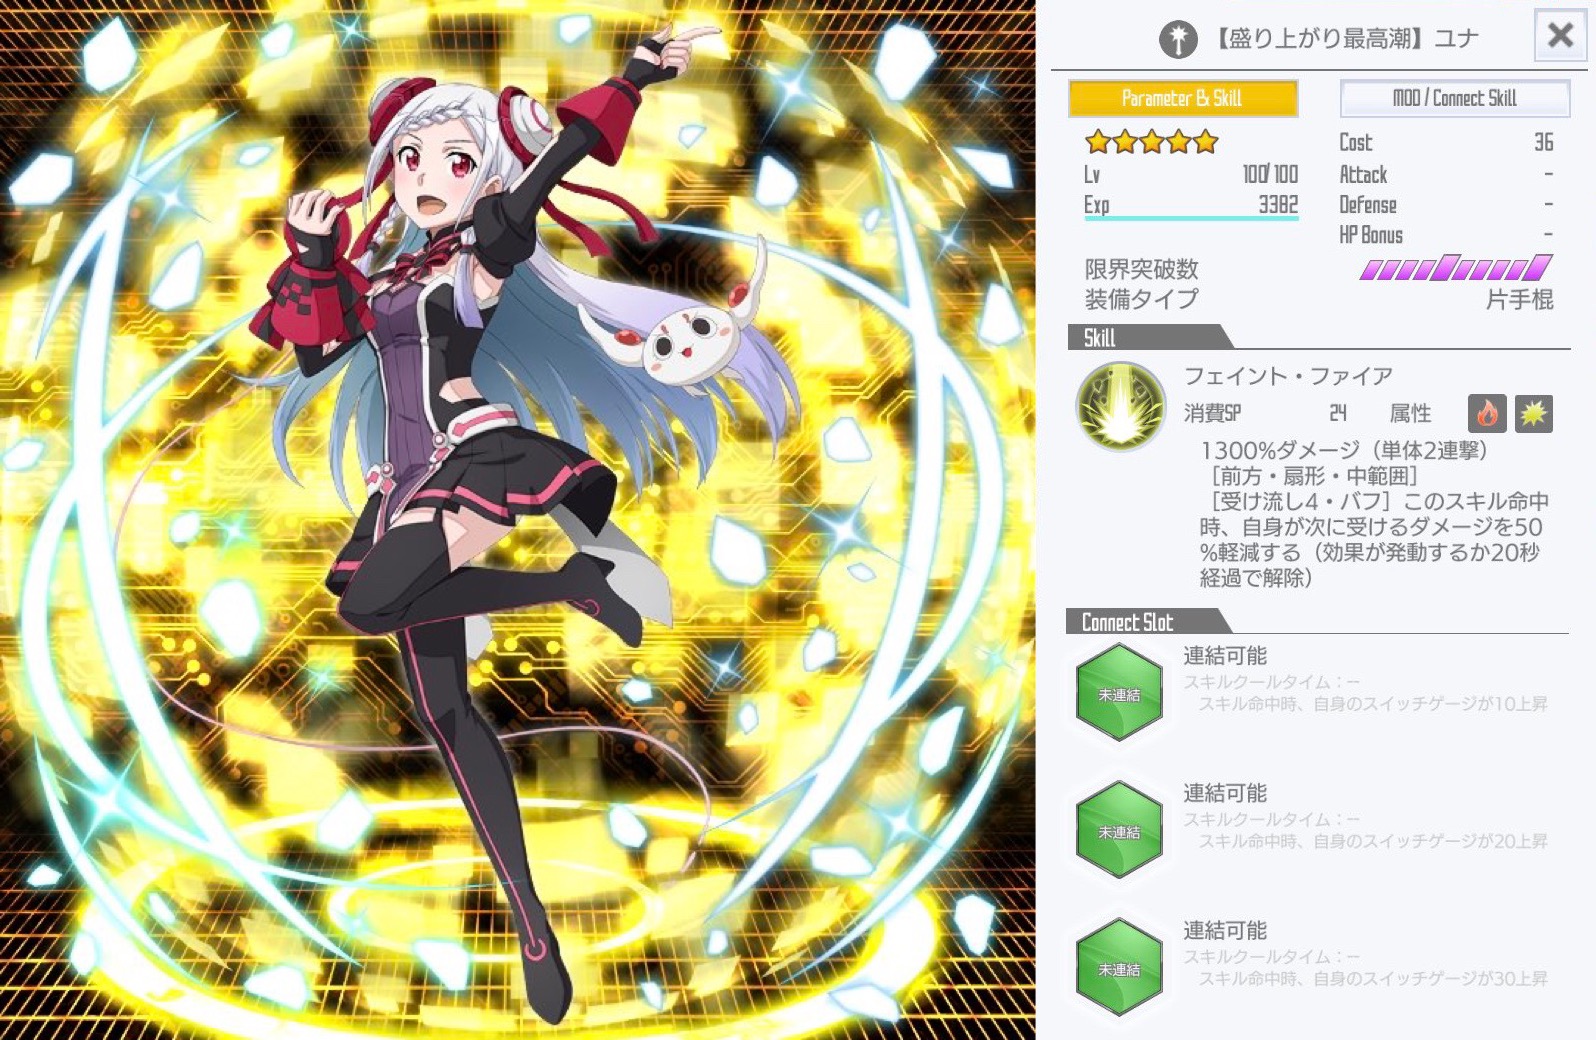 【盛り上がり最高潮】ユナ
Parameter & Skill
MOD / Connect Skill
Lv 100/100
Exp 3382
Cost 36
Attack -
Defense -
HP Bonus -
限界突破数
装備タイプ 片手棍
Skill
フェイント・ファイア
消費SP 24 属性
1300%ダメージ（単体2連撃）
［前方・扇形・中範囲］
［受け流し4・バフ］このスキル命中
時、自身が次に受けるダメージを50
%軽減する（効果が発動するか20秒
経過で解除）
Connect Slot
未連結
連結可能
スキルクールタイム：--
スキル命中時、自身のスイッチゲージが10上昇
未連結
連結可能
スキルクールタイム：--
スキル命中時、自身のスイッチゲージが20上昇
未連結
連結可能
スキルクールタイム：--
スキル命中時、自身のスイッチゲージが30上昇